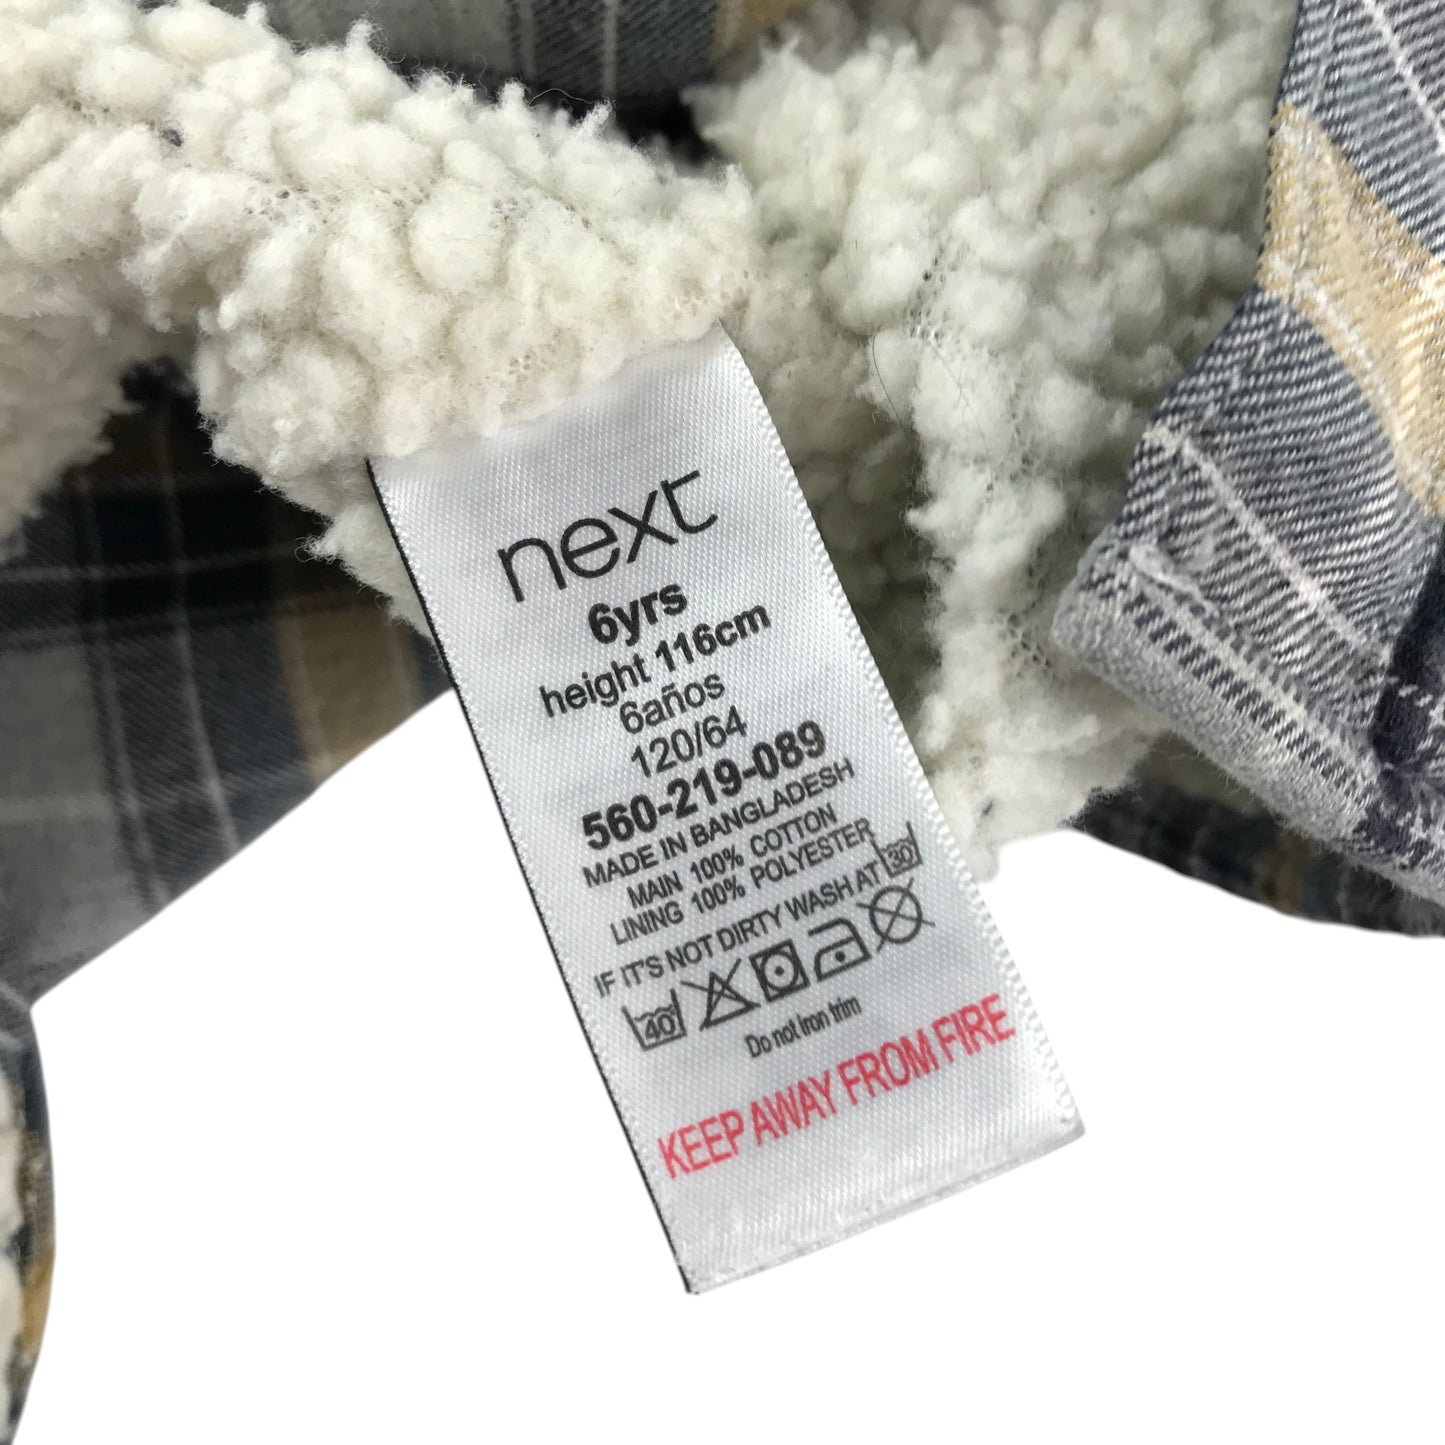 next
6yrs
height 116cm
6años
120/64
560-219-089
MADE IN BANGLADESH
MAIN 100% COTTON
LINING 100% POLYESTER
IF IT'S NOT DIRTY WASH AT 30°
40°
Do not Iron trim
KEEP AWAY FROM FIRE